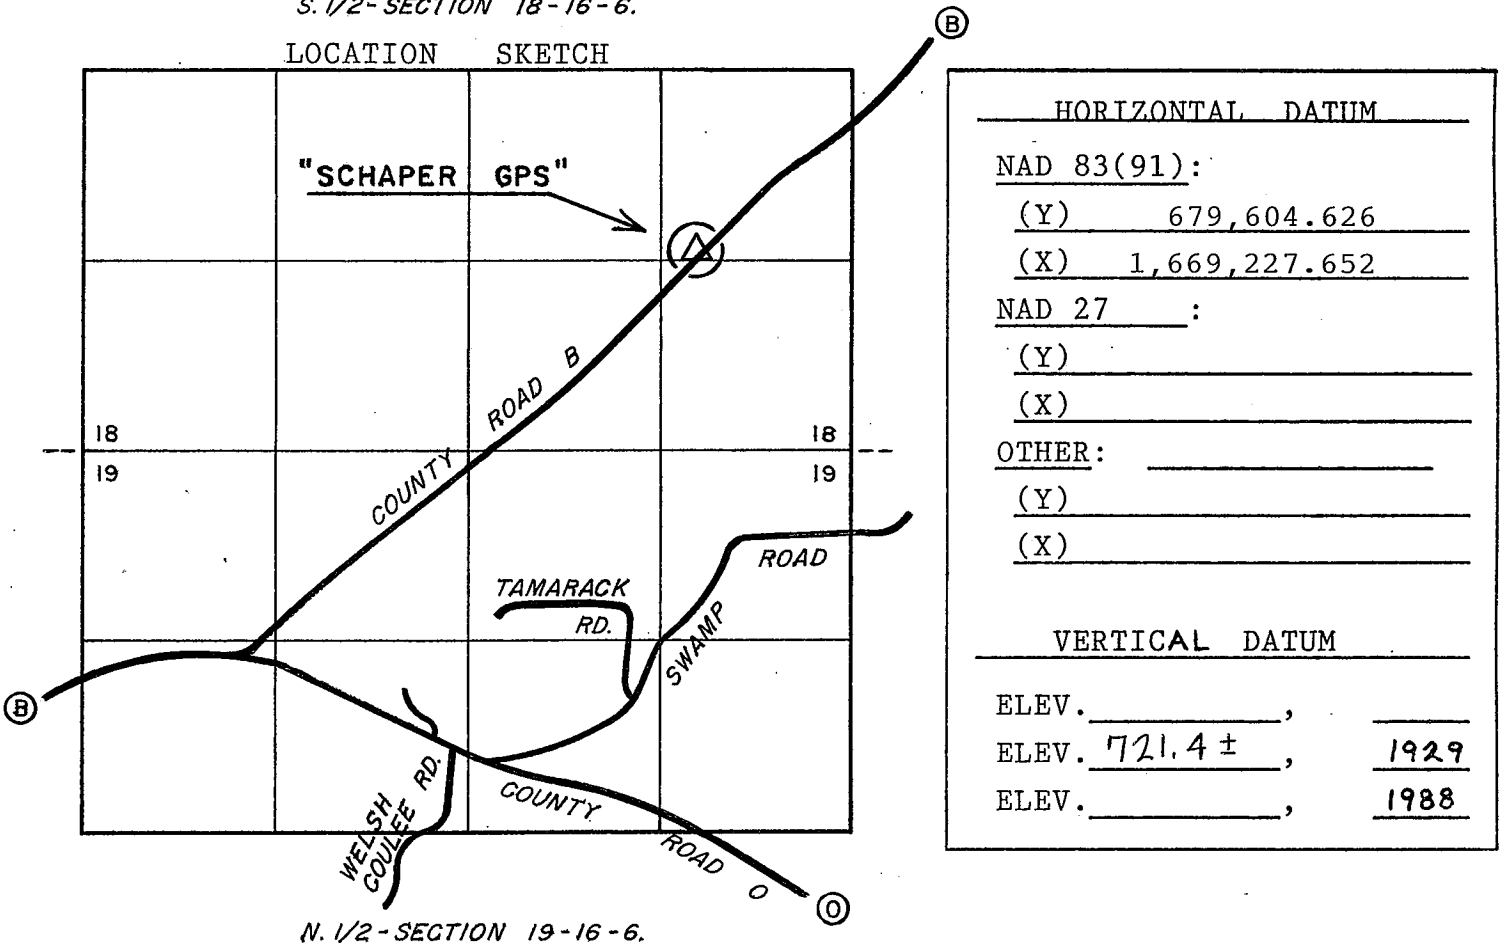 S. 1/2 - SECTION 18-16-6.
LOCATION SKETCH
B
"SCHAPER GPS"
COUNTY ROAD B
18 18
19 19
ROAD
TAMARACK
RD.
SWAMP
B
WELSH
COULEE RD.
COUNTY ROAD O
O
N. 1/2 - SECTION 19-16-6.
HORIZONTAL DATUM
NAD 83(91):
(Y) 679,604.626
(X) 1,669,227.652
NAD 27 :
(Y)
(X)
OTHER:
(Y)
(X)
VERTICAL DATUM
ELEV. ,
ELEV. 721.4 ± , 1929
ELEV. , 1988